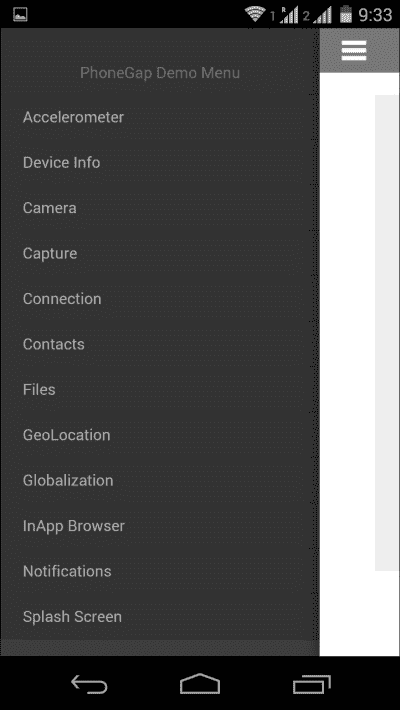 1 R 2 9:33
PhoneGap Demo Menu
Accelerometer
Device Info
Camera
Capture
Connection
Contacts
Files
GeoLocation
Globalization
InApp Browser
Notifications
Splash Screen